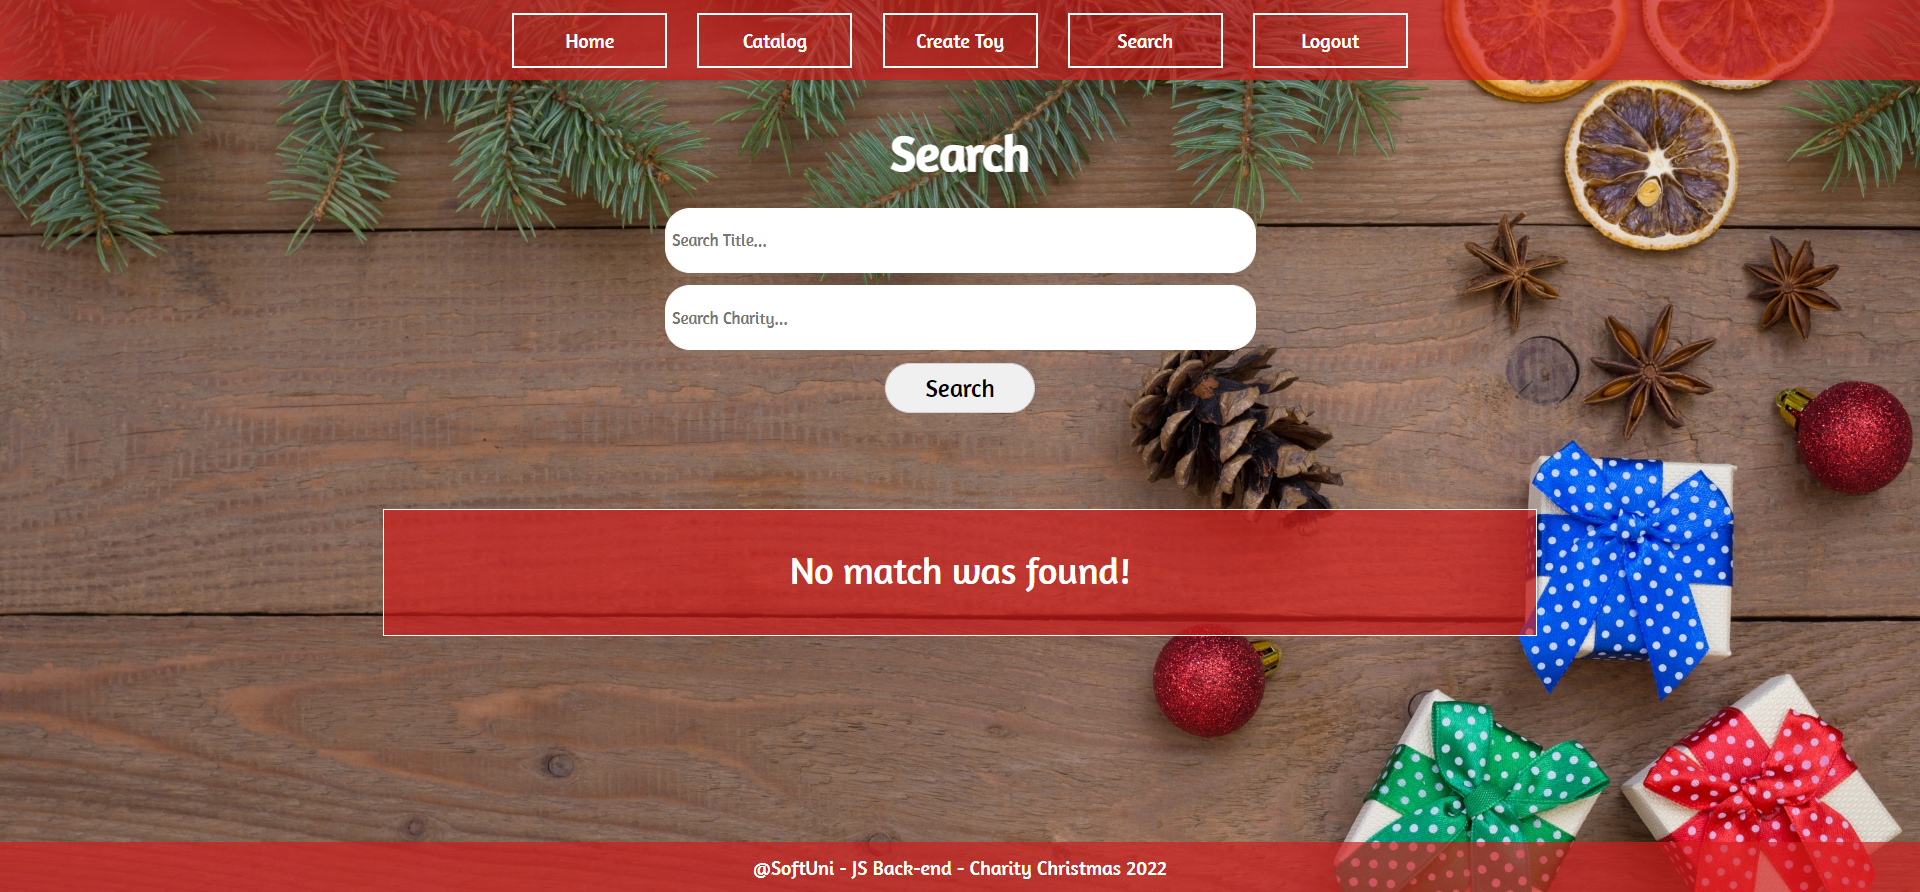 Home
Catalog
Create Toy
Search
Logout
Search
Search Title...
Search Charity...
Search
No match was found!
@SoftUni - JS Back-end - Charity Christmas 2022